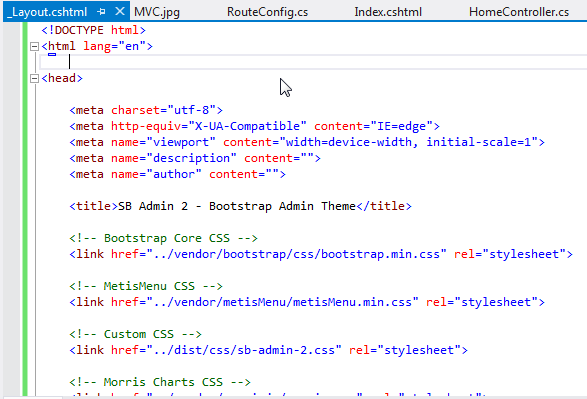 _Layout.cshtml MVC.jpg RouteConfig.cs Index.cshtml HomeController.cs
<!DOCTYPE html>
<html lang="en">
<head>
<meta charset="utf-8">
<meta http-equiv="X-UA-Compatible" content="IE=edge">
<meta name="viewport" content="width=device-width, initial-scale=1">
<meta name="description" content="">
<meta name="author" content="">
<title>SB Admin 2 - Bootstrap Admin Theme</title>
<!-- Bootstrap Core CSS -->
<link href="../vendor/bootstrap/css/bootstrap.min.css" rel="stylesheet">
<!-- MetisMenu CSS -->
<link href="../vendor/metisMenu/metisMenu.min.css" rel="stylesheet">
<!-- Custom CSS -->
<link href="../dist/css/sb-admin-2.css" rel="stylesheet">
<!-- Morris Charts CSS -->